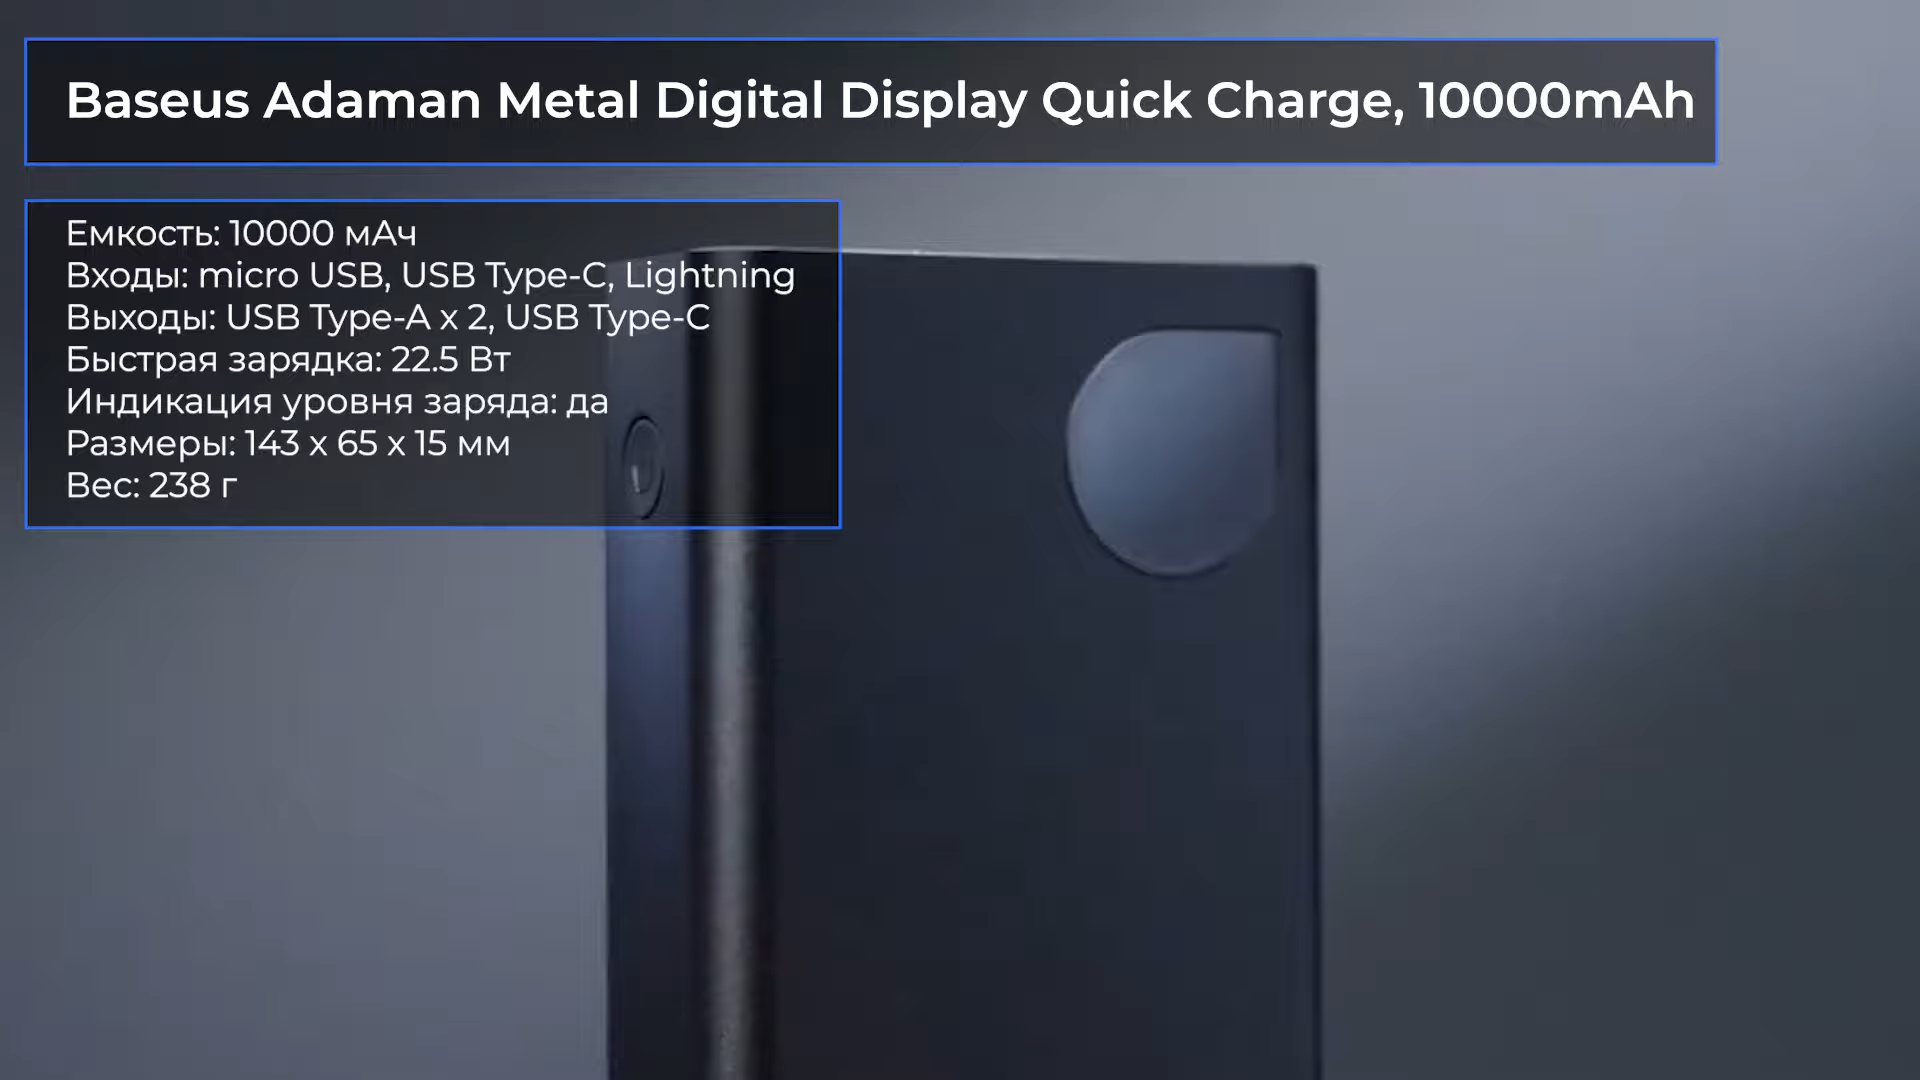 Baseus Adaman Metal Digital Display Quick Charge, 10000mAh
Емкость: 10000 мАч
Входы: micro USB, USB Type-C, Lightning
Выходы: USB Type-A x 2, USB Type-C
Быстрая зарядка: 22.5 Вт
Индикация уровня заряда: да
Размеры: 143 x 65 x 15 мм
Вес: 238 г